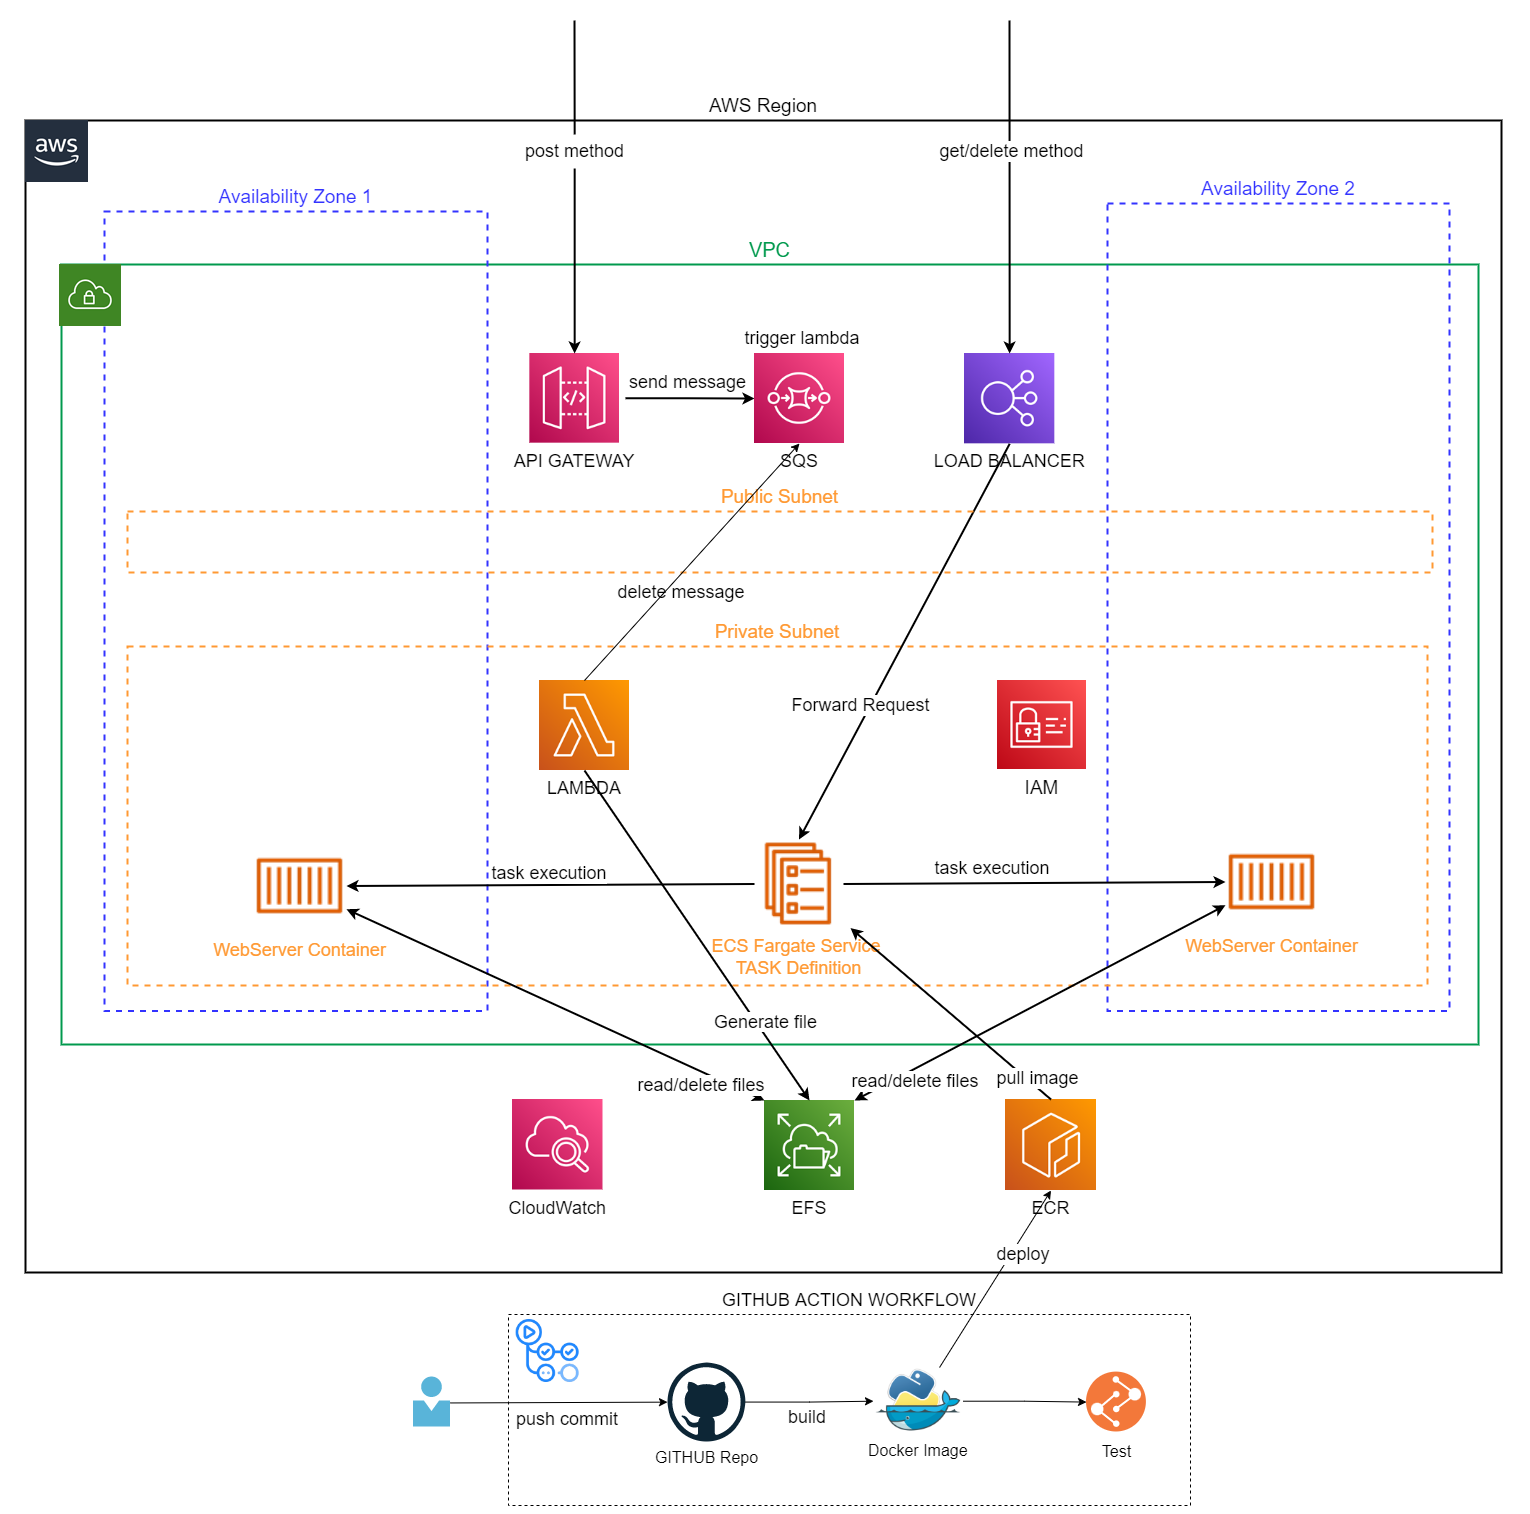 AWS Region
aws
post method
get/delete method
Availability Zone 1
Availability Zone 2
VPC
trigger lambda
send message
</>
API GATEWAY
SQS
LOAD BALANCER
Public Subnet
delete message
Private Subnet
Forward Request
LAMBDA
IAM
task execution
task execution
WebServer Container
ECS Fargate Service
TASK Definition
WebServer Container
Generate file
read/delete files
read/delete files
pull image
CloudWatch
EFS
ECR
deploy
GITHUB ACTION WORKFLOW
push commit
build
GITHUB Repo
Docker Image
Test